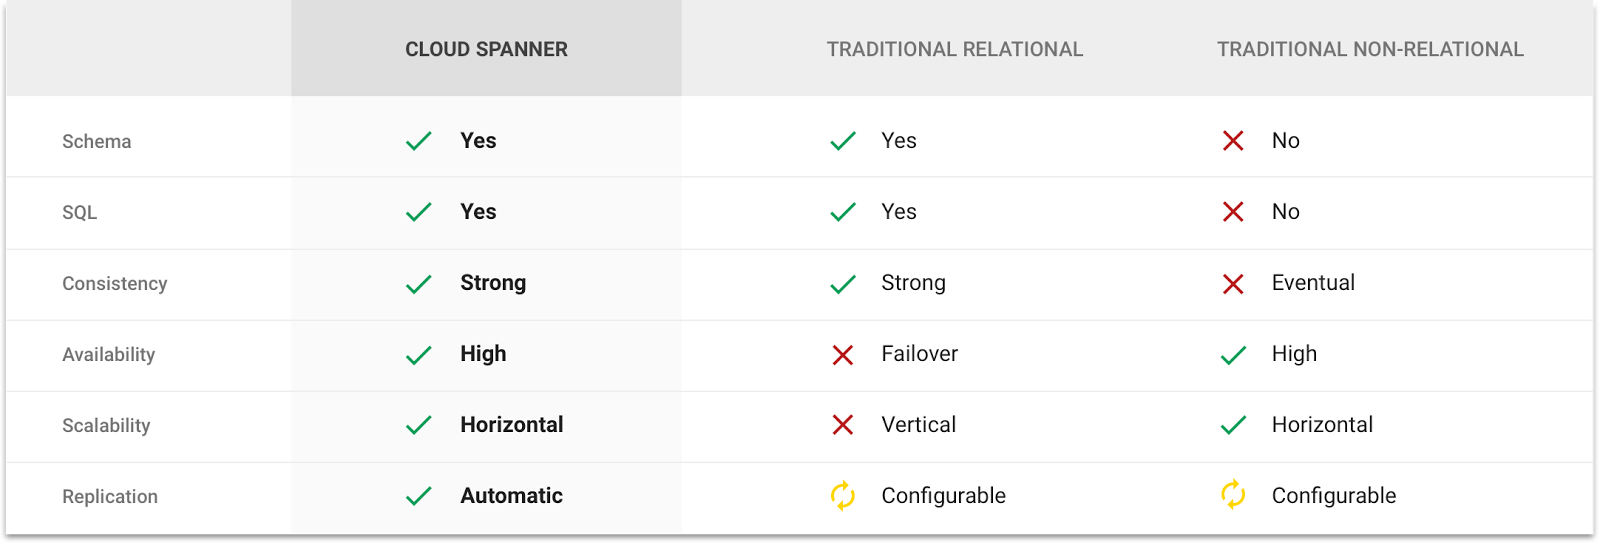 CLOUD SPANNER TRADITIONAL RELATIONAL TRADITIONAL NON-RELATIONAL
Schema Yes Yes No
SQL Yes Yes No
Consistency Strong Strong Eventual
Availability High Failover High
Scalability Horizontal Vertical Horizontal
Replication Automatic Configurable Configurable